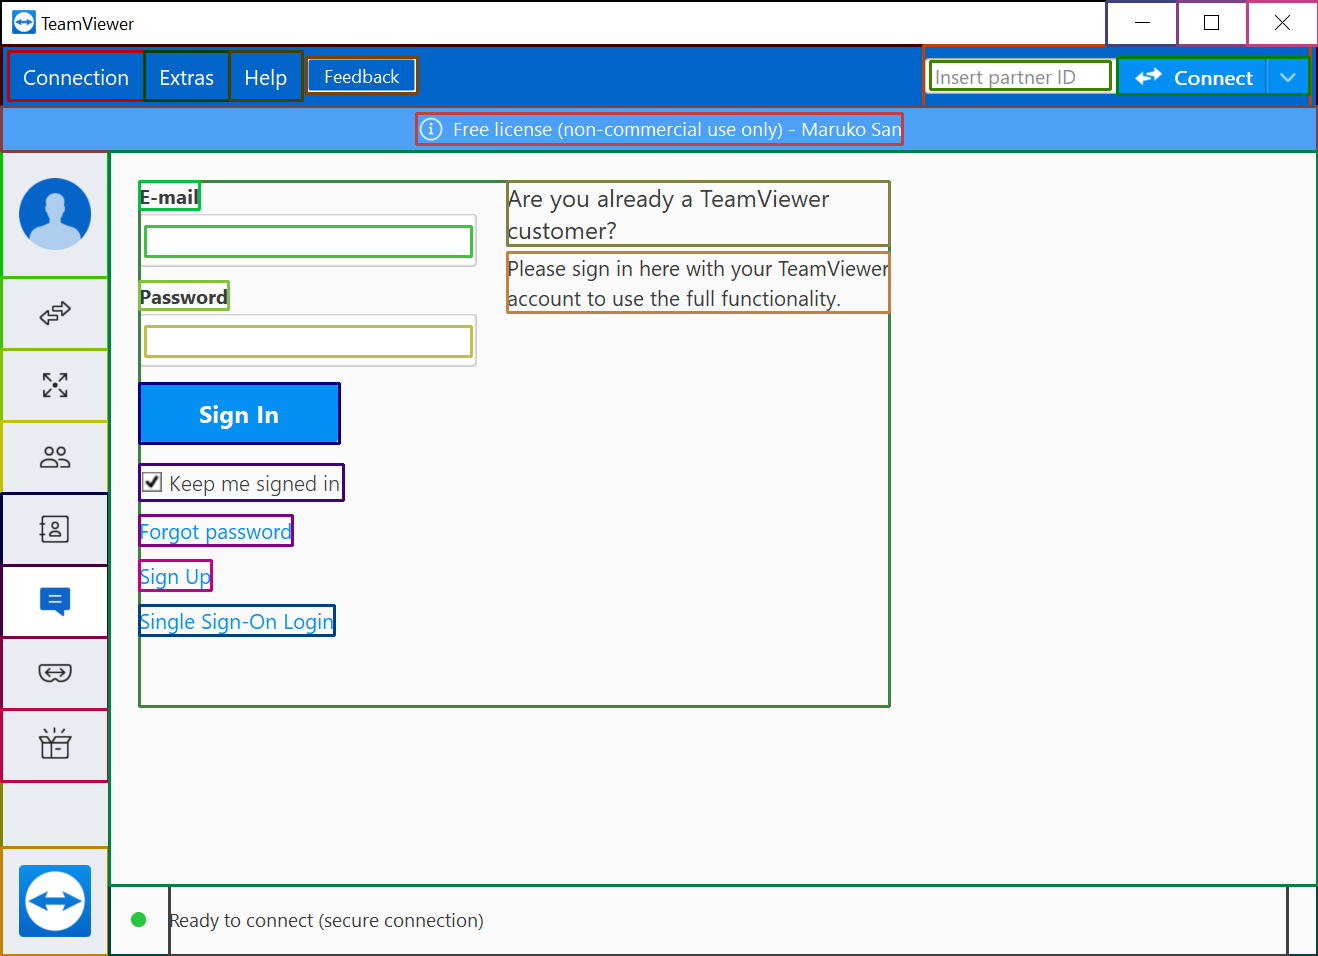 TeamViewer
Connection Extras Help Feedback Insert partner ID Connect
Free license (non-commercial use only) - Maruko San
E-mail
Are you already a TeamViewer
customer?
Please sign in here with your TeamViewer
account to use the full functionality.
Password
Sign In
Keep me signed in
Forgot password
Sign Up
Single Sign-On Login
Ready to connect (secure connection)